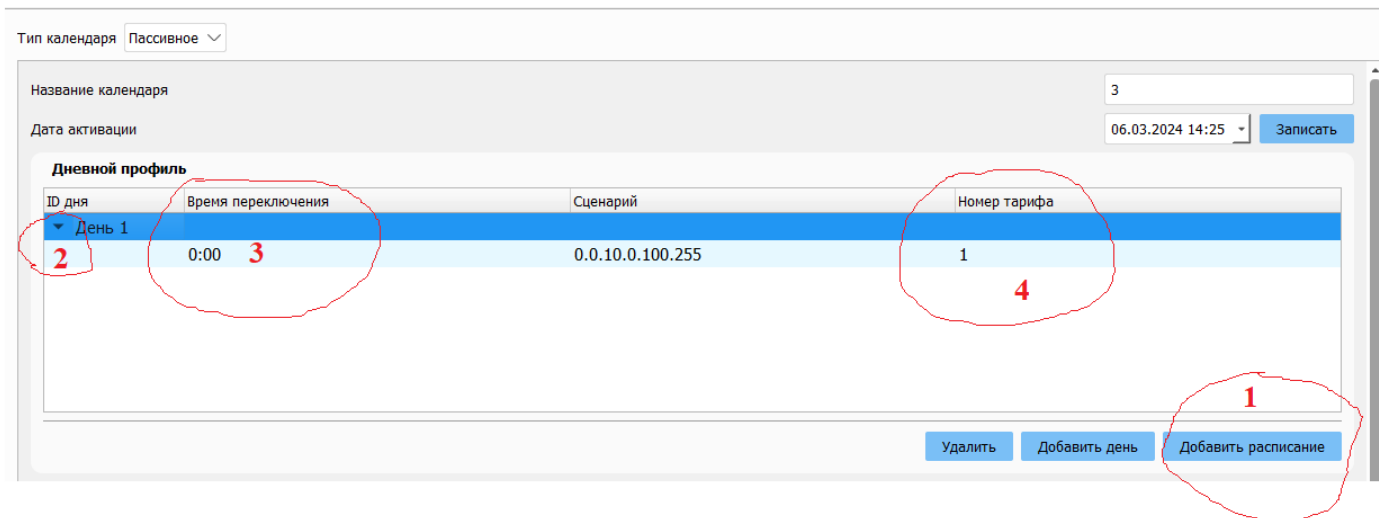 Тип календаря Пассивное
Название календаря 3
Дата активации 06.03.2024 14:25 Записать
Дневной профиль
ID дня Время переключения Сценарий Номер тарифа
День 1
2 0:00 3 0.0.10.0.100.255 1
4
1
Удалить Добавить день Добавить расписание